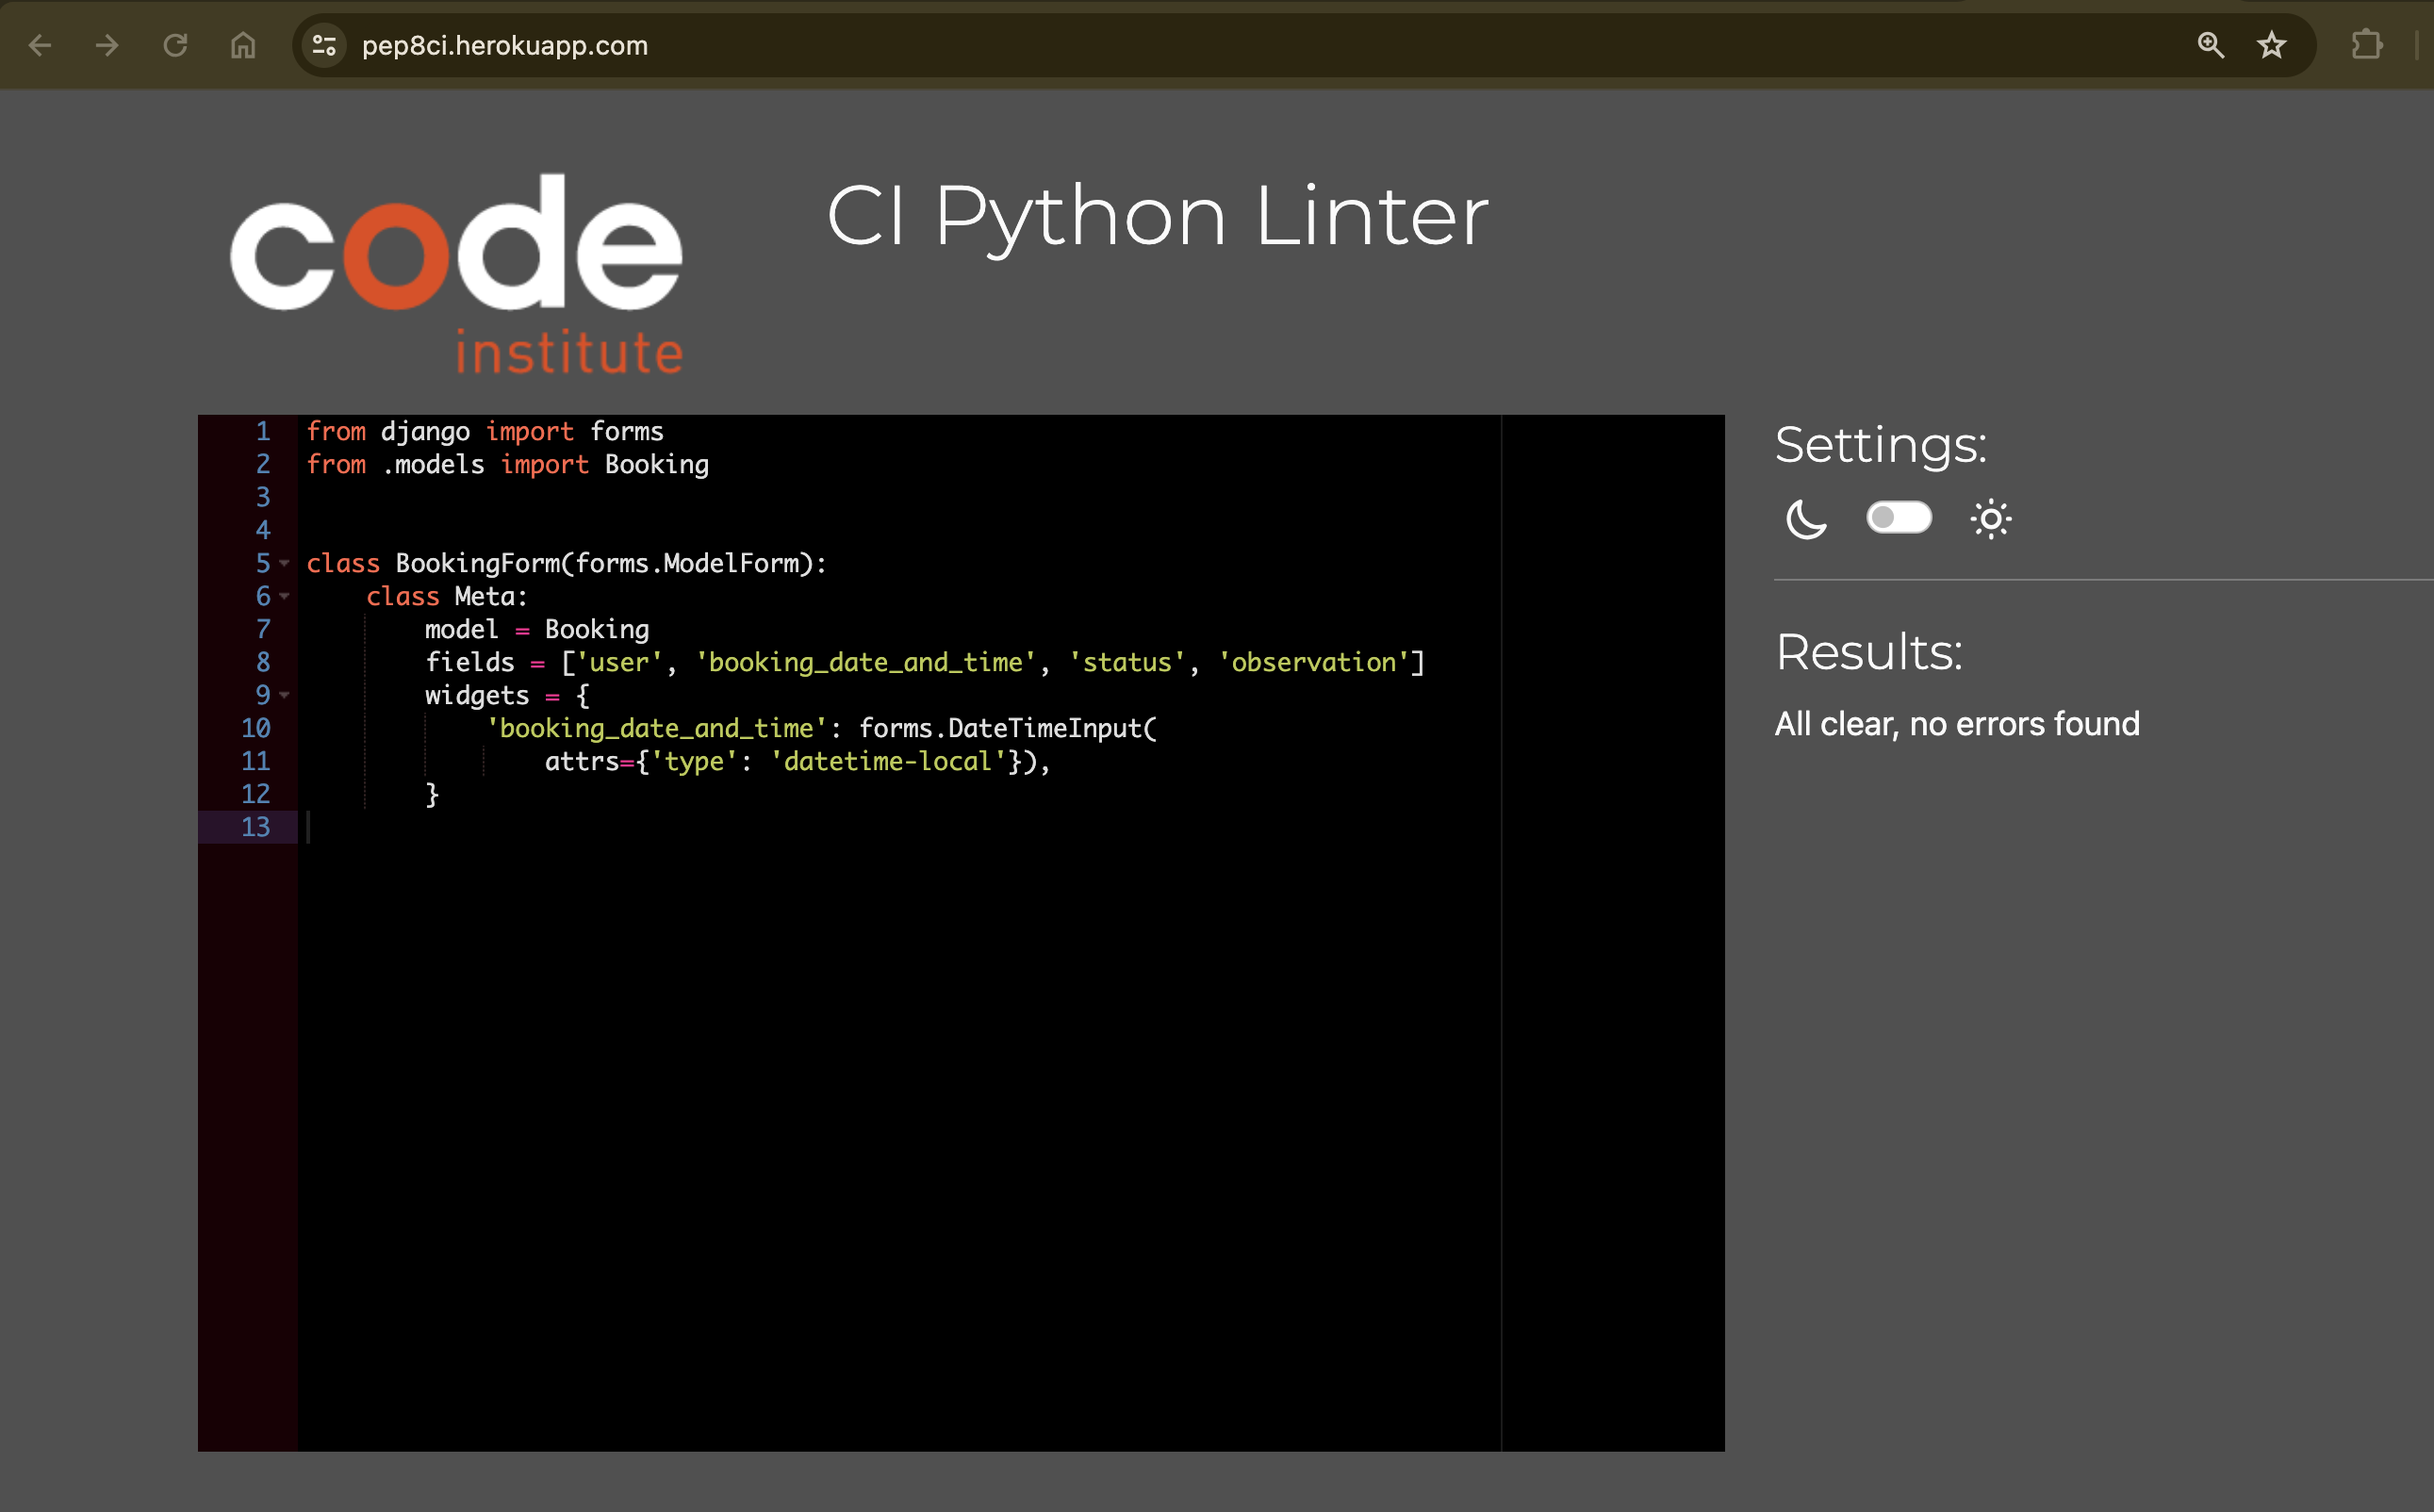 pep8ci.herokuapp.com
code
institute
CI Python Linter
1 from django import forms
2 from .models import Booking
3
4
5 class BookingForm(forms.ModelForm):
6     class Meta:
7         model = Booking
8         fields = ['user', 'booking_date_and_time', 'status', 'observation']
9         widgets = {
10             'booking_date_and_time': forms.DateTimeInput(
11                 attrs={'type': 'datetime-local'}),
12         }
13
Settings:
Results:
All clear, no errors found